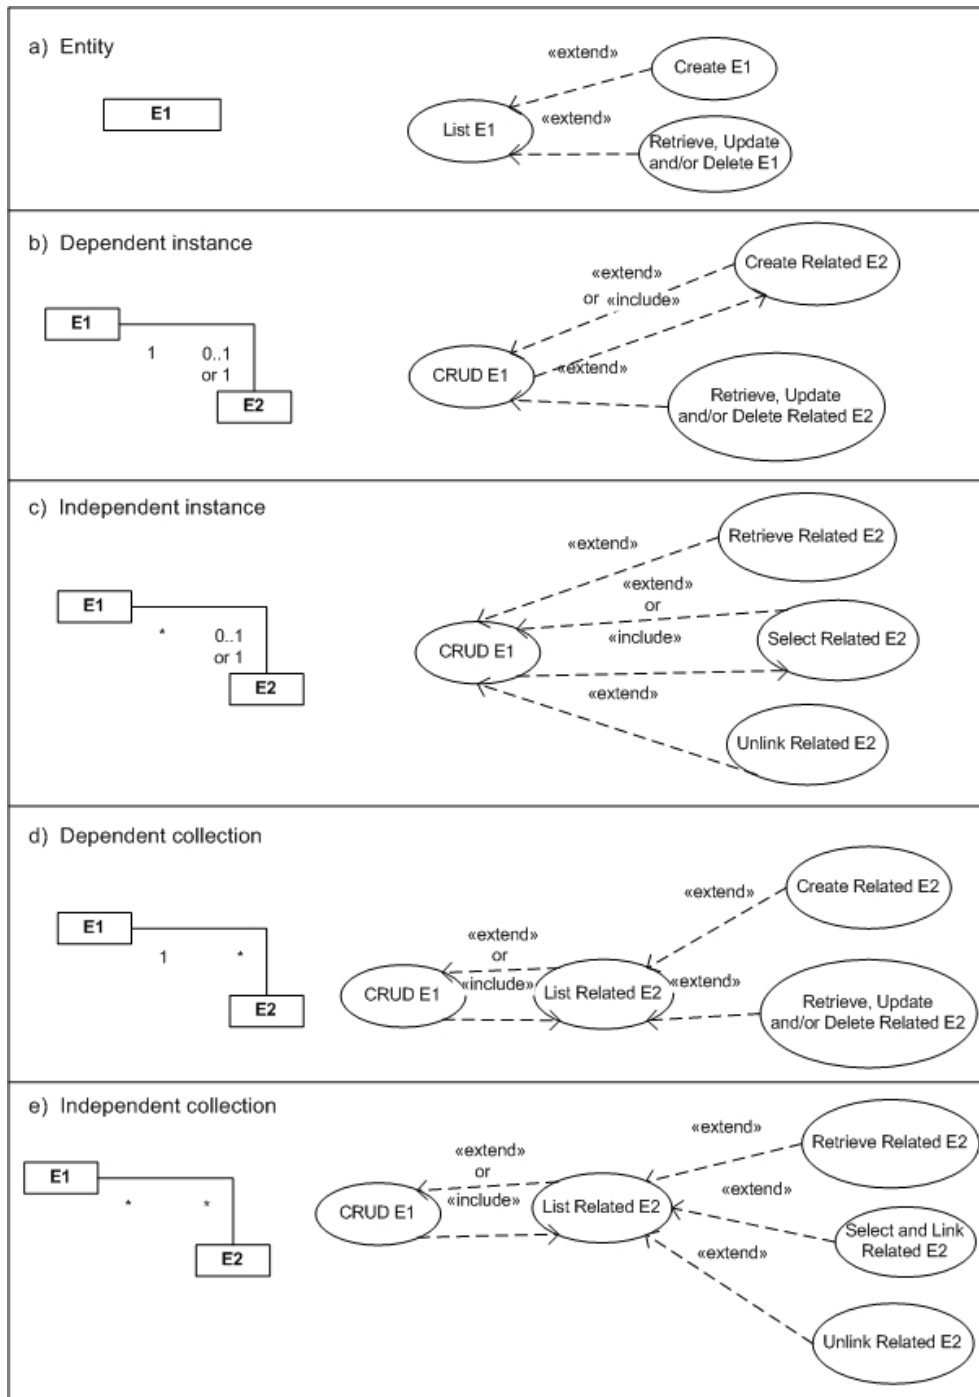 a) Entity
E1
List E1
«extend»
Create E1
«extend»
Retrieve, Update
and/or Delete E1
b) Dependent instance
E1
1
0..1
or 1
E2
CRUD E1
«extend»
or «include»
Create Related E2
«extend»
Retrieve, Update
and/or Delete Related E2
c) Independent instance
E1
*
0..1
or 1
E2
CRUD E1
«extend»
Retrieve Related E2
«extend»
or
«include»
Select Related E2
«extend»
Unlink Related E2
d) Dependent collection
E1
1
*
E2
CRUD E1
«extend»
or
«include»
List Related E2
«extend»
Create Related E2
«extend»
Retrieve, Update
and/or Delete Related E2
e) Independent collection
E1
*
*
E2
CRUD E1
«extend»
or
«include»
List Related E2
«extend»
Retrieve Related E2
«extend»
Select and Link
Related E2
«extend»
Unlink Related E2